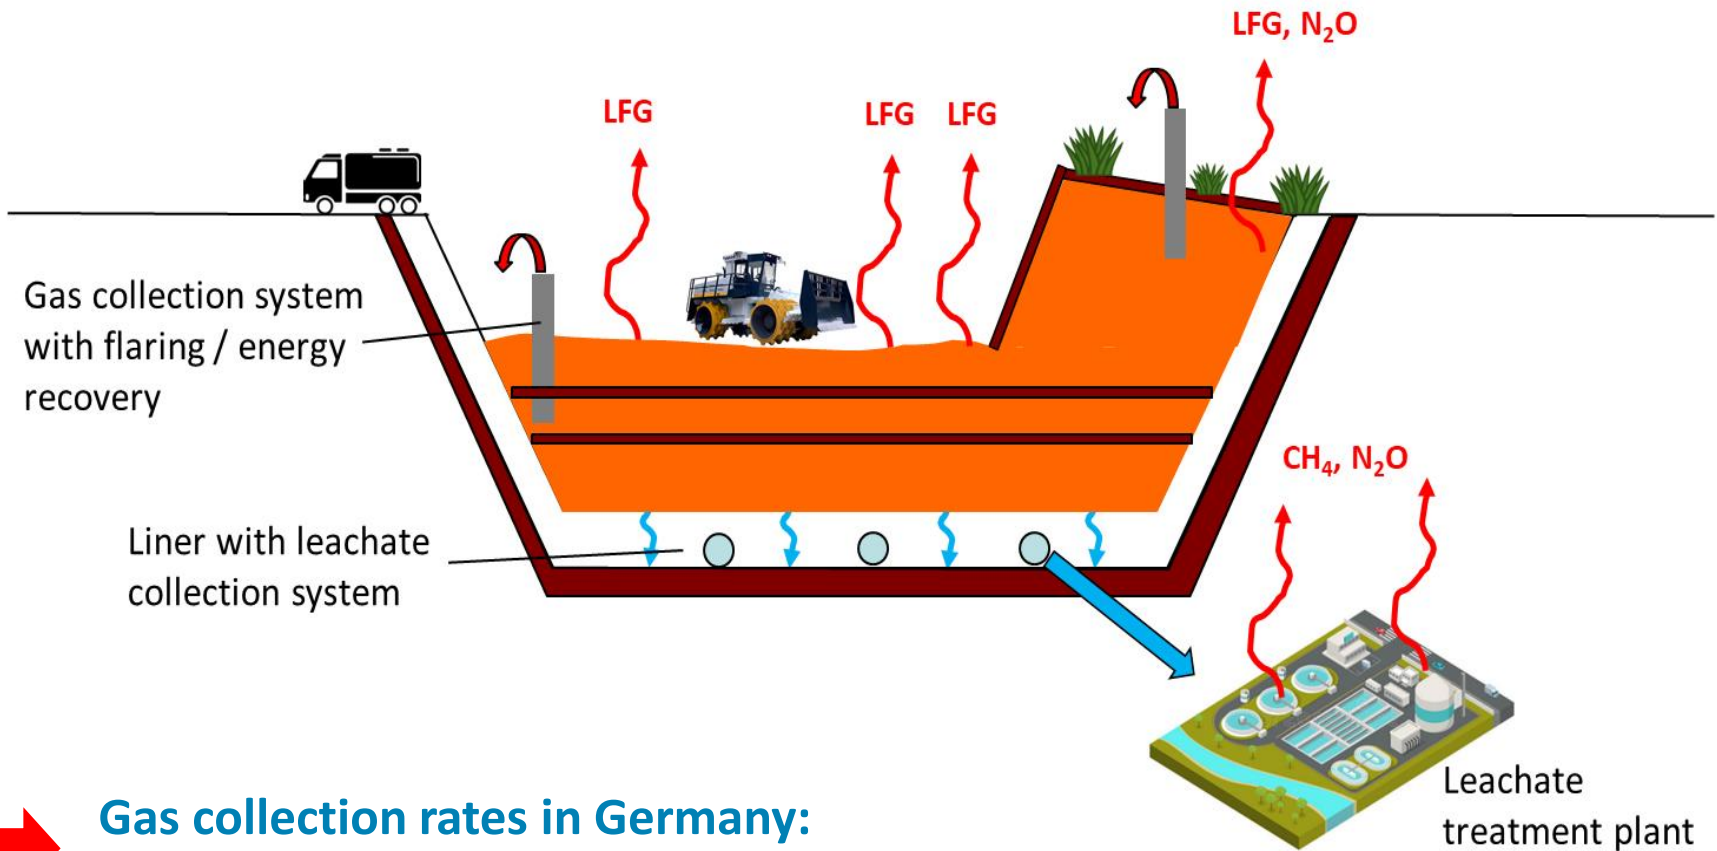 LFG, N₂O
LFG
LFG
LFG
Gas collection system
with flaring / energy
recovery
CH₄, N₂O
Liner with leachate
collection system
Leachate
treatment plant
Gas collection rates in Germany: